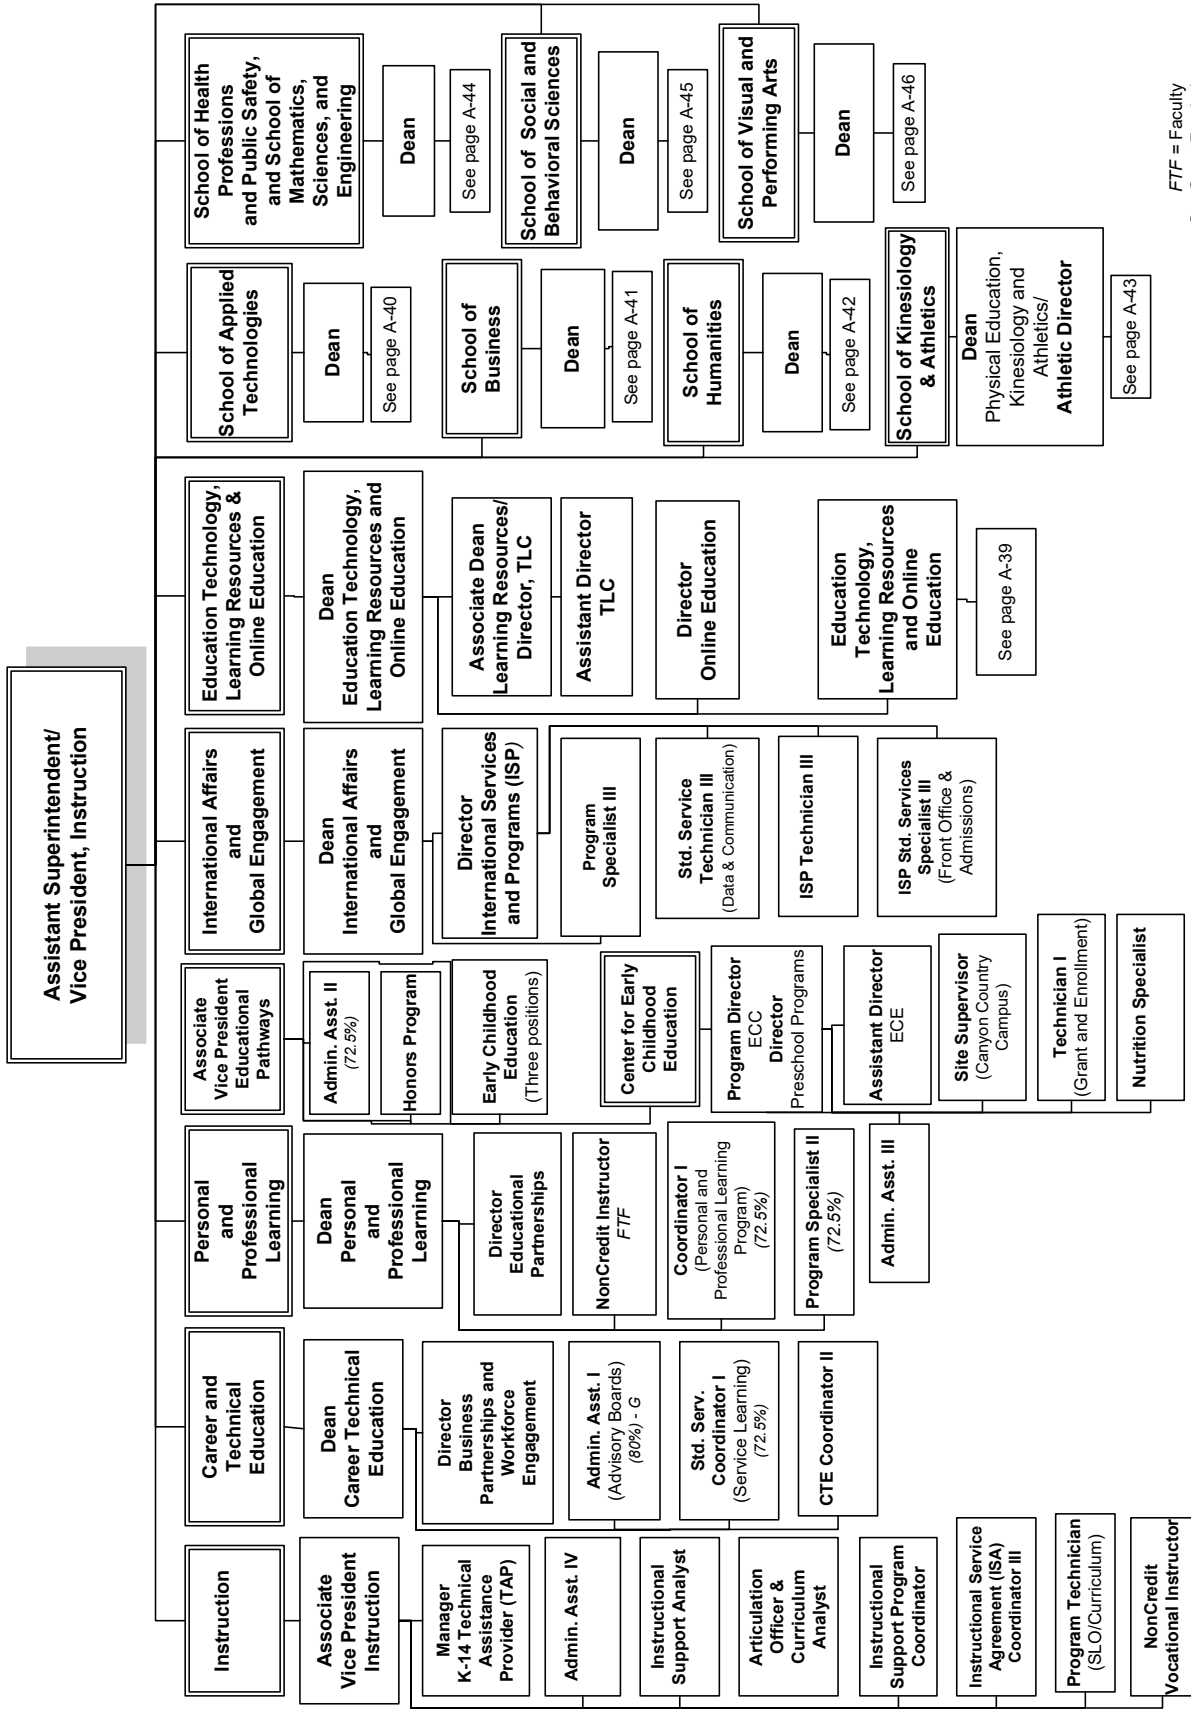 Assistant Superintendent/
Vice President, Instruction
Instruction
Associate
Vice President
Instruction
Manager
K-14 Technical
Assistance
Provider (TAP)
Admin. Asst. IV
Instructional
Support Analyst
Articulation
Officer &
Curriculum
Analyst
Instructional
Support Program
Coordinator
Instructional Service
Agreement (ISA)
Coordinator III
Program Technician
(SLO/Curriculum)
NonCredit
Vocational Instructor
Career and
Technical
Education
Dean
Career Technical
Education
Director
Business
Partnerships and
Workforce
Engagement
Admin. Asst. I
(Advisory Boards)
(80%) - G
Std. Serv.
Coordinator I
(Service Learning)
(72.5%)
CTE Coordinator II
Personal
and
Professional
Learning
Dean
Personal
and
Professional
Learning
Director
Educational
Partnerships
NonCredit Instructor
FTF
Coordinator I
(Personal and
Professional Learning
Program)
(72.5%)
Program Specialist II
(72.5%)
Associate
Vice President
Educational
Pathways
Admin. Asst. II
(72.5%)
Honors Program
Early Childhood
Education
(Three positions)
Center for Early
Childhood
Education
Program Director
ECC
Director
Preschool Programs
Admin. Asst. III
Assistant Director
ECE
Site Supervisor
(Canyon Country
Campus)
Technician I
(Grant and Enrollment)
Nutrition Specialist
International Affairs
and
Global Engagement
Dean
International Affairs
and
Global Engagement
Director
International Services
and Programs (ISP)
Program
Specialist III
Std. Service
Technician III
(Data & Communication)
ISP Technician III
ISP Std. Services
Specialist III
(Front Office &
Admissions)
Education Technology,
Learning Resources &
Online Education
Dean
Education Technology,
Learning Resources and
Online Education
Associate Dean
Learning Resources/
Director, TLC
Assistant Director
TLC
Director
Online Education
Education
Technology,
Learning Resources
and Online
Education
See page A-39
School of Applied
Technologies
Dean
See page A-40
School of
Business
Dean
See page A-41
School of
Humanities
Dean
See page A-42
School of Kinesiology
& Athletics
Dean
Physical Education,
Kinesiology and
Athletics/
Athletic Director
See page A-43
School of Health
Professions
and Public Safety,
and School of
Mathematics,
Sciences, and
Engineering
Dean
See page A-44
School of Social and
Behavioral Sciences
Dean
See page A-45
School of Visual and
Performing Arts
Dean
See page A-46
FTF = Faculty